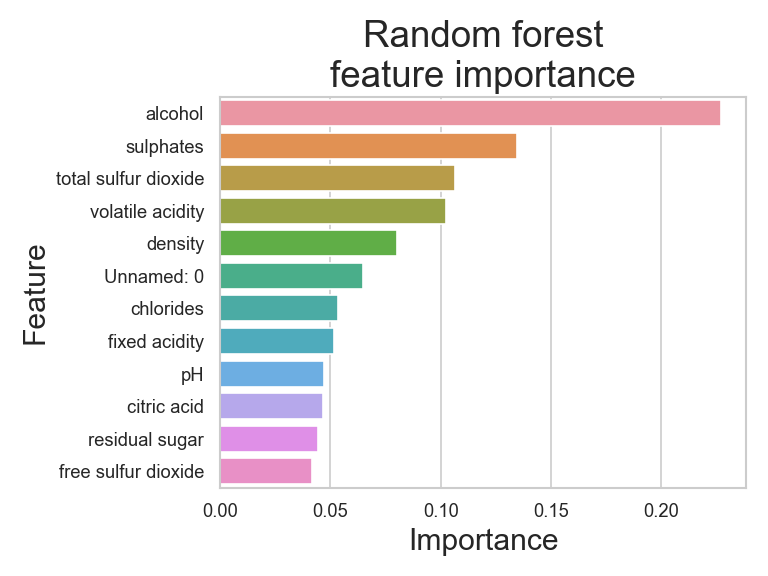 Random forest
feature importance
alcohol
sulphates
total sulfur dioxide
volatile acidity
density
Unnamed: 0
chlorides
fixed acidity
pH
citric acid
residual sugar
free sulfur dioxide
Feature
0.00 0.05 0.10 0.15 0.20
Importance